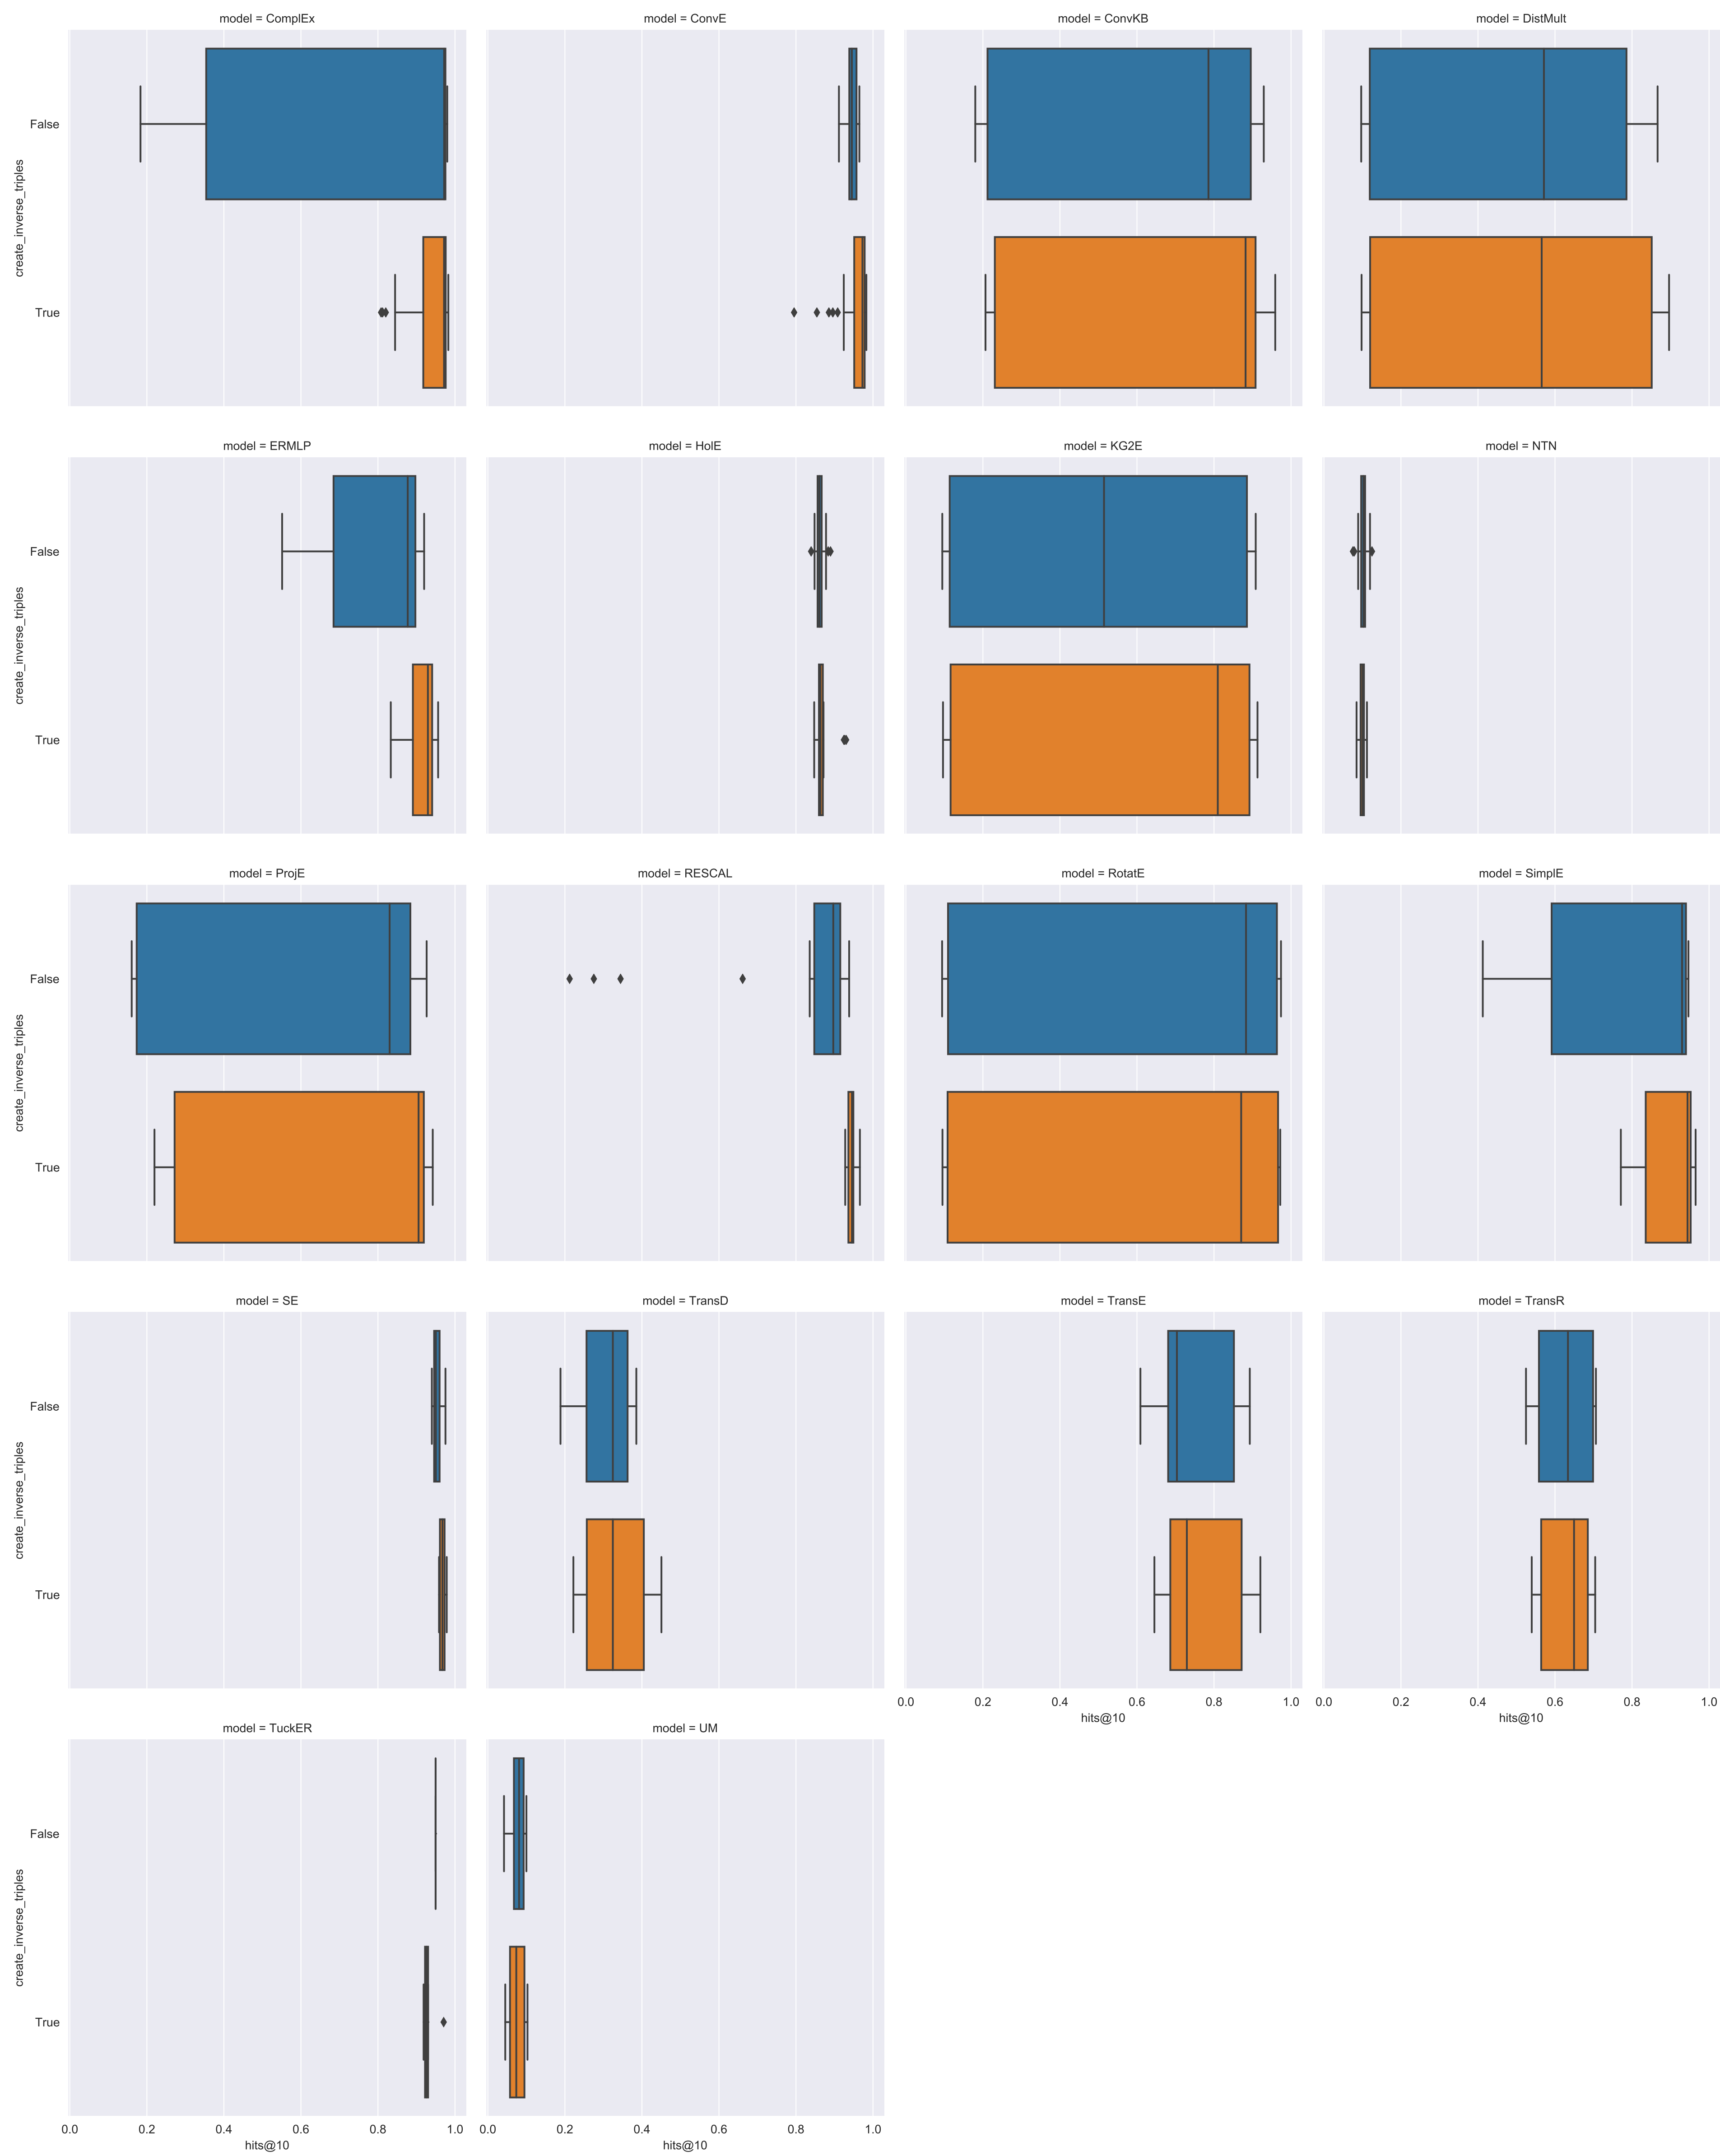 model = ComplEx
model = ConvE
model = ConvKB
model = DistMult
create_inverse_triples
False
True
model = ERMLP
model = HolE
model = KG2E
model = NTN
create_inverse_triples
False
True
model = ProjE
model = RESCAL
model = RotatE
model = SimplE
create_inverse_triples
False
True
model = SE
model = TransD
model = TransE
model = TransR
create_inverse_triples
False
True
0.0 0.2 0.4 0.6 0.8 1.0
hits@10
0.0 0.2 0.4 0.6 0.8 1.0
hits@10
model = TuckER
model = UM
create_inverse_triples
False
True
0.0 0.2 0.4 0.6 0.8 1.0
hits@10
0.0 0.2 0.4 0.6 0.8 1.0
hits@10